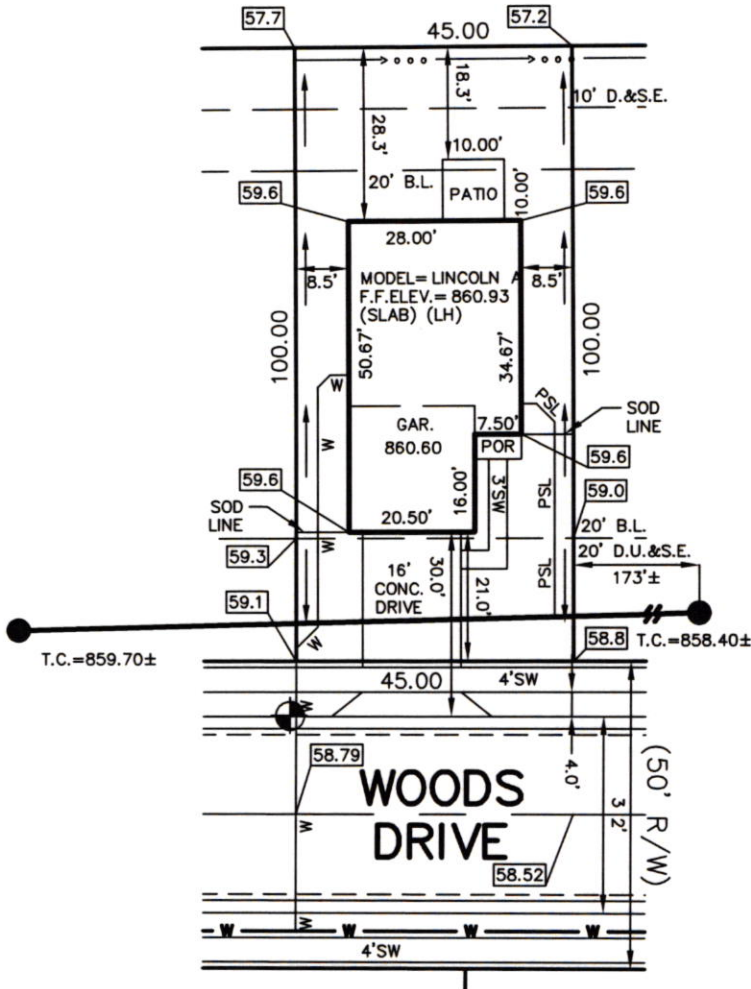 57.7
45.00
57.2
18.3'
28.3'
10' D.&S.E.
10.00'
20' B.L.
PATIO
10.00'
59.6
59.6
28.00'
8.5'
MODEL= LINCOLN A
F.F.ELEV.= 860.93
(SLAB) (LH)
8.5'
100.00
50.67'
34.67'
100.00
W
PSL
SOD
LINE
GAR.
860.60
7.50'
POR
59.6
W
W
59.6
16.00'
3'SW
PSL
59.0
SOD
LINE
20.50'
20' B.L.
59.3
W
20' D.U.&S.E.
16'
CONC.
DRIVE
30.0'
21.0'
PSL
173'±
59.1
W
T.C.=859.70±
58.8
T.C.=858.40±
45.00
4'SW
W
58.79
4.0'
(50' R/W)
WOODS
DRIVE
32'
W
58.52
W
W W W W
4'SW